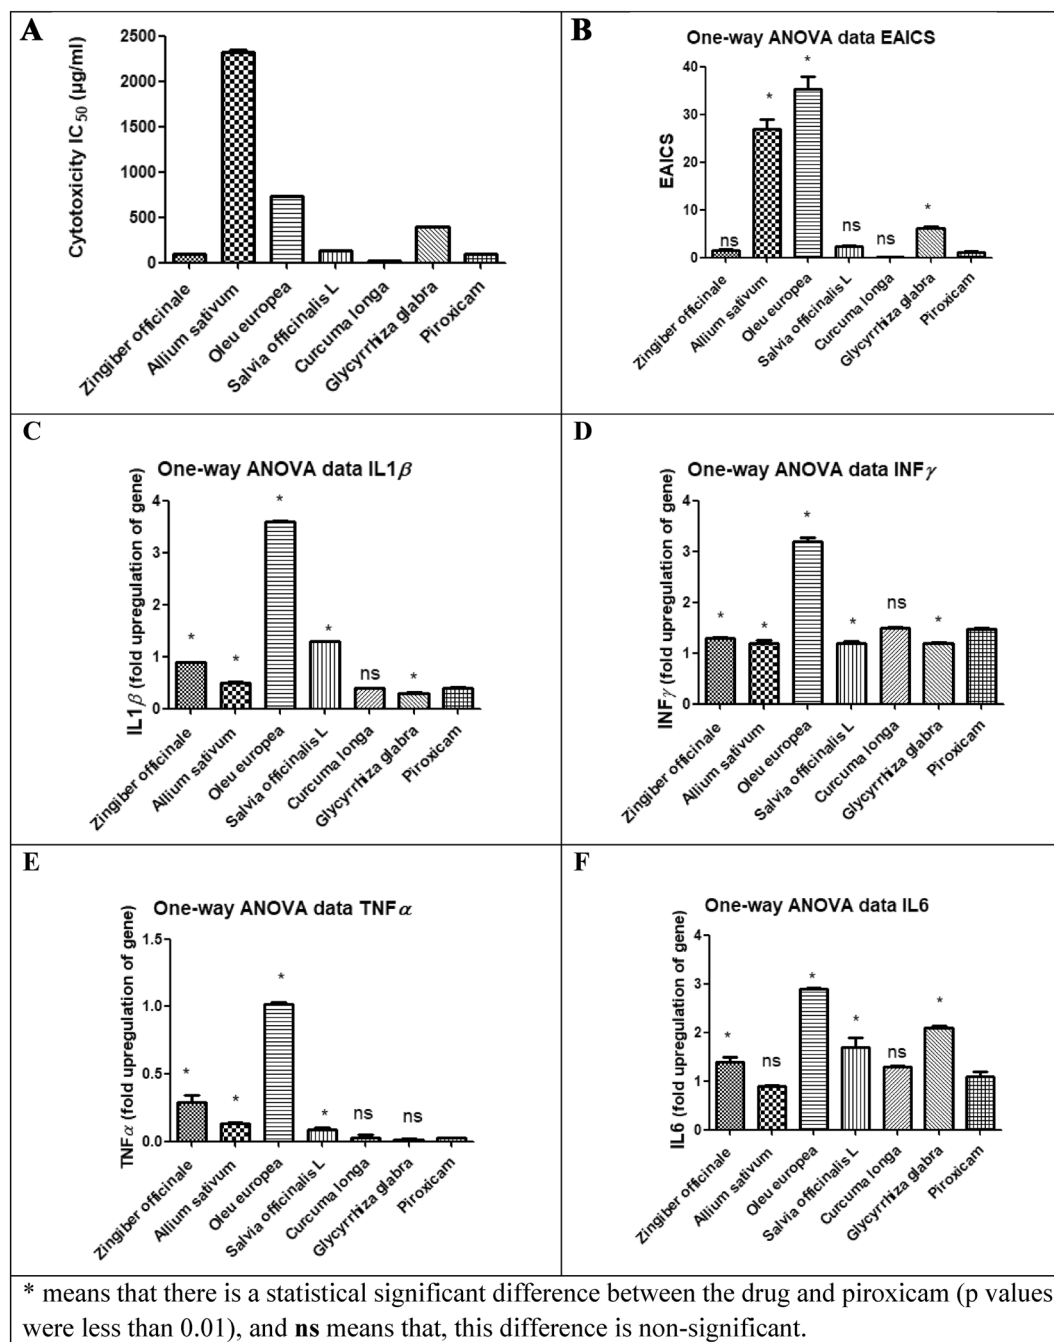 A
Cytotoxicity IC50 (µg/ml)
2500
2000
1500
1000
500
0
Zingiber officinale
Allium sativum
Oleu europea
Salvia officinalis L
Curcuma longa
Glycyrrhiza glabra
Piroxicam
B
One-way ANOVA data EAICS
EAICS
40
30
20
10
0
ns
*
*
ns
ns
*
Zingiber officinale
Allium sativum
Oleu europea
Salvia officinalis L
Curcuma longa
Glycyrrhiza glabra
Piroxicam
C
One-way ANOVA data IL1β
IL1β (fold upregulation of gene)
4
3
2
1
0
*
*
*
*
ns
*
Zingiber officinale
Allium sativum
Oleu europea
Salvia officinalis L
Curcuma longa
Glycyrrhiza glabra
Piroxicam
D
One-way ANOVA data INFγ
INFγ (fold upregulation of gene)
4
3
2
1
0
*
*
*
*
ns
*
Zingiber officinale
Allium sativum
Oleu europea
Salvia officinalis L
Curcuma longa
Glycyrrhiza glabra
Piroxicam
E
One-way ANOVA data TNFα
TNFα (fold upregulation of gene)
1.5
1.0
0.5
0.0
*
*
*
*
ns
ns
Zingiber officinale
Allium sativum
Oleu europea
Salvia officinalis L
Curcuma longa
Glycyrrhiza glabra
Piroxicam
F
One-way ANOVA data IL6
IL6 (fold upregulation of gene)
4
3
2
1
0
*
ns
*
*
ns
*
Zingiber officinale
Allium sativum
Oleu europea
Salvia officinalis L
Curcuma longa
Glycyrrhiza glabra
Piroxicam
* means that there is a statistical significant difference between the drug and piroxicam (p values
were less than 0.01), and ns means that, this difference is non-significant.